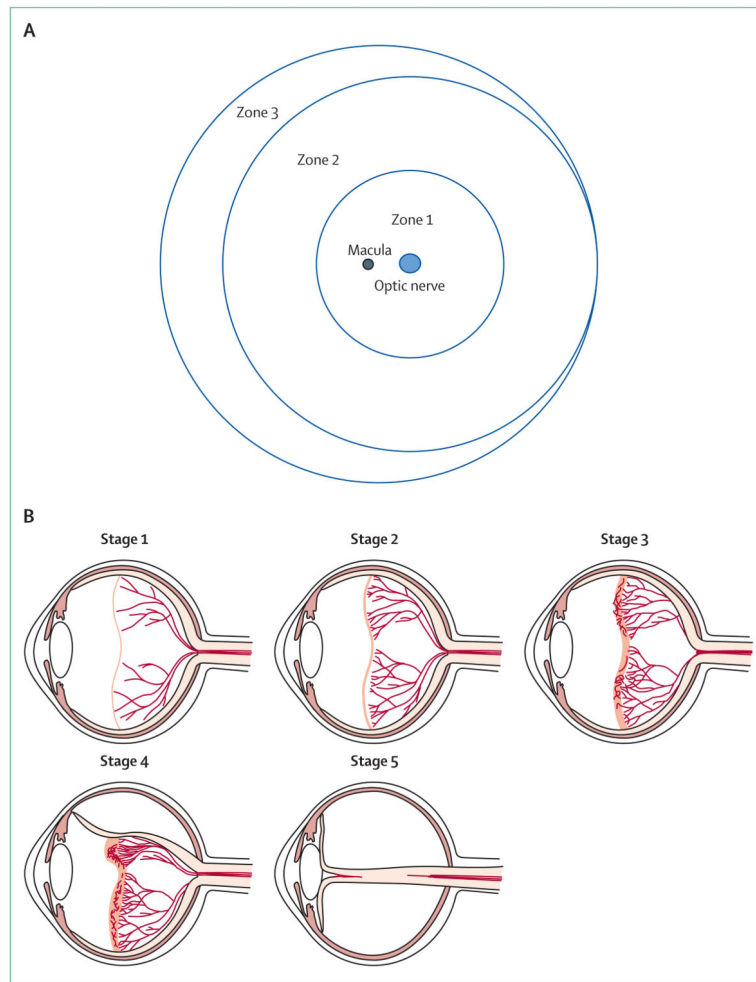 A
Zone 3
Zone 2
Zone 1
Macula
Optic nerve
B
Stage 1
Stage 2
Stage 3
Stage 4
Stage 5